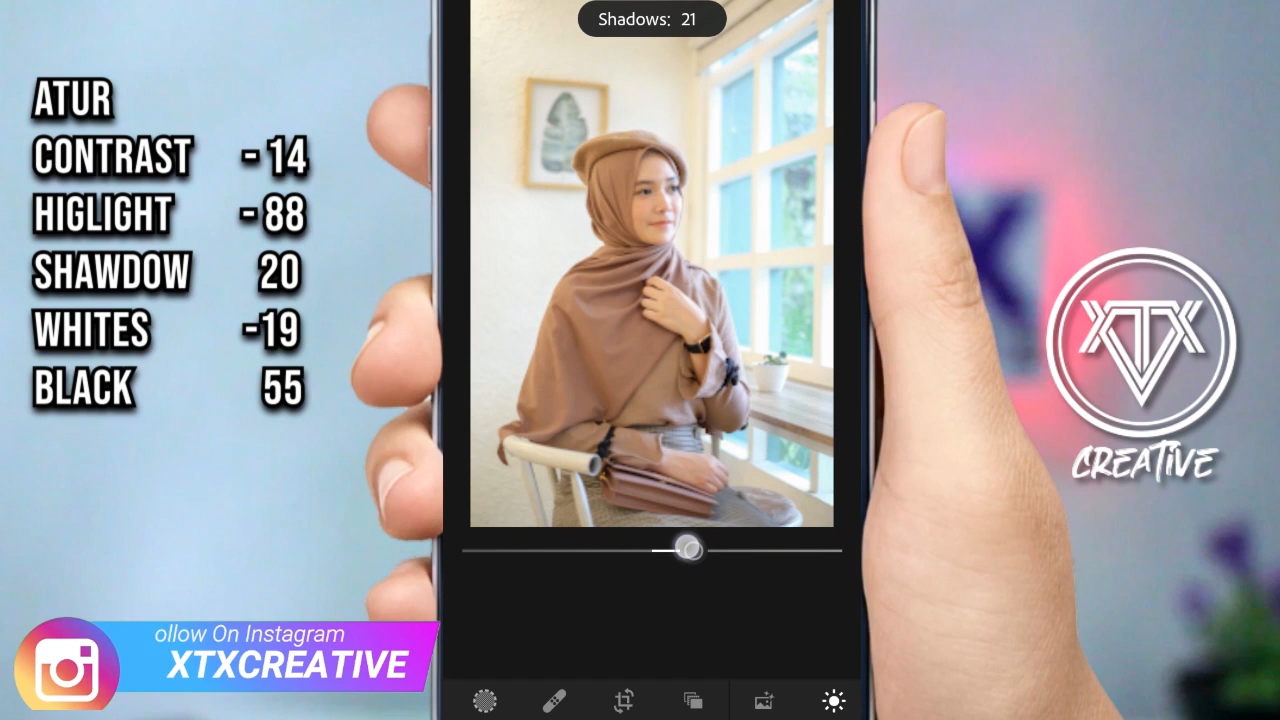 Shadows: 21
ATUR
CONTRAST - 14
HIGLIGHT - 88
SHAWDOW 20
WHITES -19
BLACK 55
XTX
CREATIVE
ollow On Instagram
XTXCREATIVE